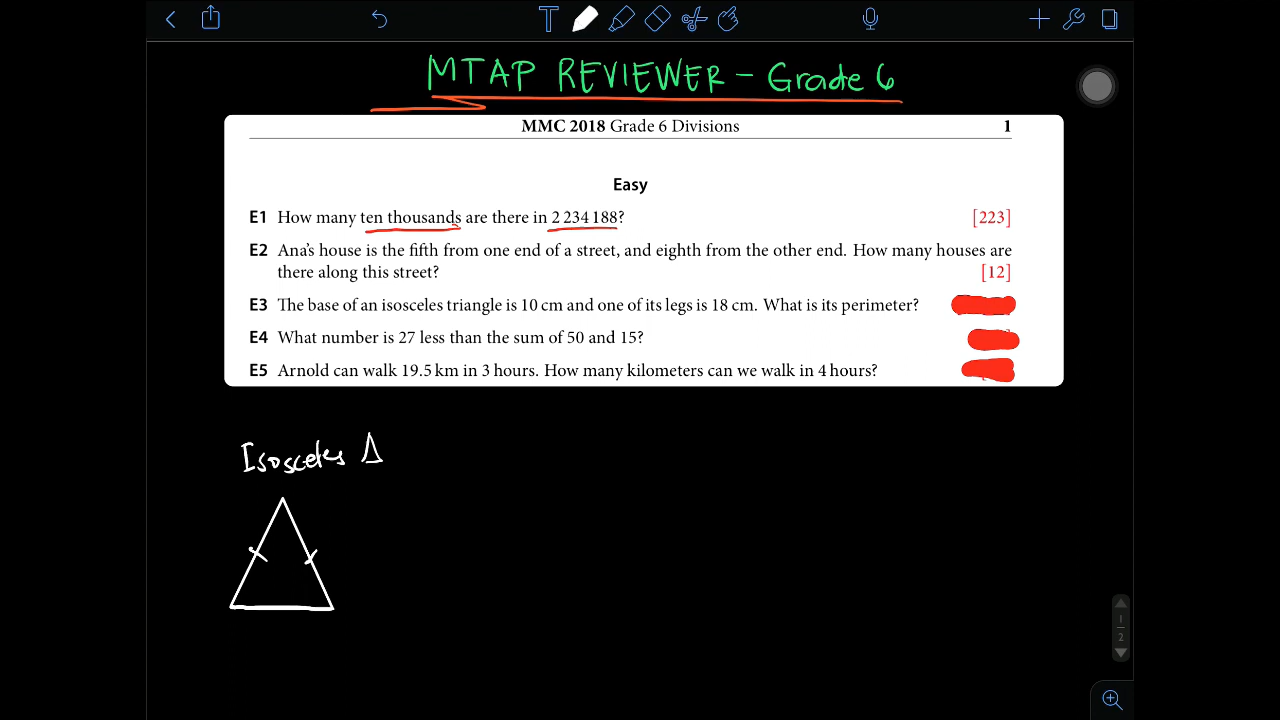 MTAP REVIEWER - Grade 6
MMC 2018 Grade 6 Divisions 1
Easy
E1 How many ten thousands are there in 2 234 188? [223]
E2 Ana's house is the fifth from one end of a street, and eighth from the other end. How many houses are
there along this street? [12]
E3 The base of an isosceles triangle is 10 cm and one of its legs is 18 cm. What is its perimeter?
E4 What number is 27 less than the sum of 50 and 15?
E5 Arnold can walk 19.5 km in 3 hours. How many kilometers can we walk in 4 hours?
Isosceles Δ
1
2